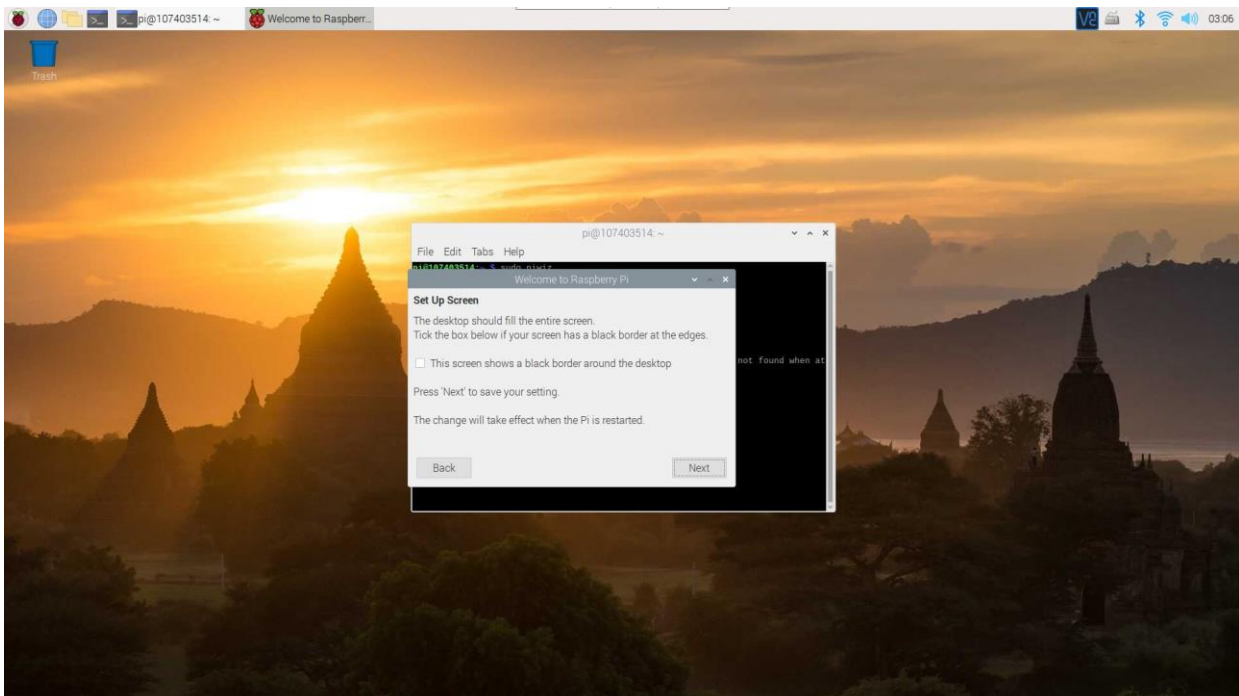 pi@107403514: ~
Welcome to Raspberr...
03:06
Trash
pi@107403514: ~
File Edit Tabs Help
pi@107403514:~ $ sudo piwiz
Welcome to Raspberry Pi
Set Up Screen
The desktop should fill the entire screen.
Tick the box below if your screen has a black border at the edges.
This screen shows a black border around the desktop
not found when at
Press 'Next' to save your setting.
The change will take effect when the Pi is restarted.
Back
Next